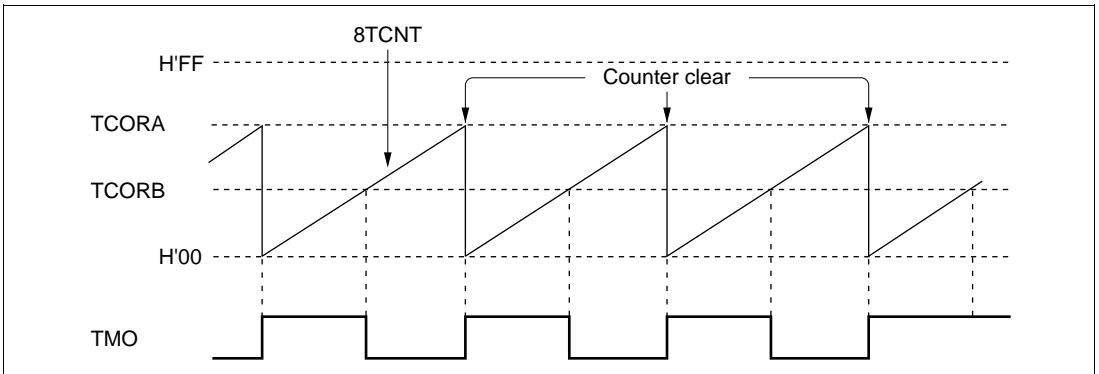 8TCNT
H'FF
Counter clear
TCORA
TCORB
H'00
TMO